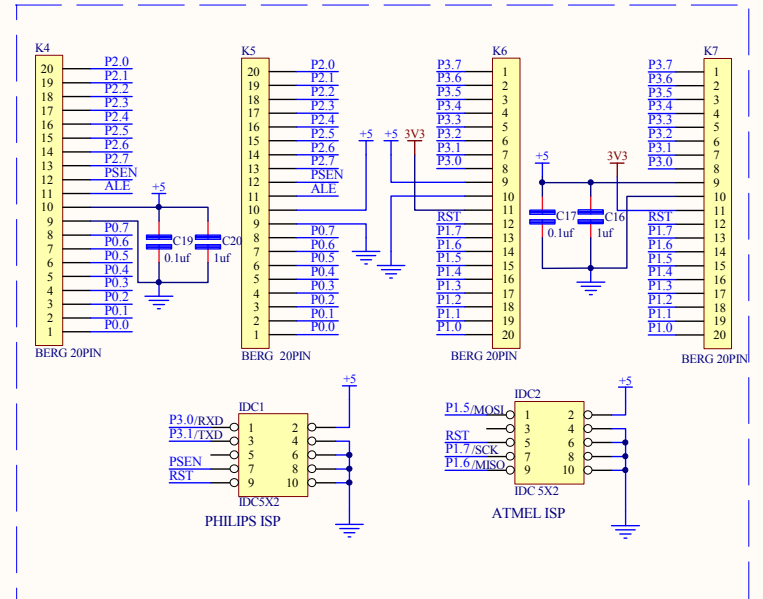 K4
20 P2.0
19 P2.1
18 P2.2
17 P2.3
16 P2.4
15 P2.5
14 P2.6
13 P2.7
12 PSEN
11 ALE
10
9
8 P0.7
7 P0.6
6 P0.5
5 P0.4
4 P0.3
3 P0.2
2 P0.1
1 P0.0
BERG 20PIN
+5
C19
0.1uf
C20
1uf
K5
20 P2.0
19 P2.1
18 P2.2
17 P2.3
16 P2.4
15 P2.5
14 P2.6
13 P2.7
12 PSEN
11 ALE
10
9
8 P0.7
7 P0.6
6 P0.5
5 P0.4
4 P0.3
3 P0.2
2 P0.1
1 P0.0
BERG 20PIN
+5 +5 3V3
K6
P3.7 1
P3.6 2
P3.5 3
P3.4 4
P3.3 5
P3.2 6
P3.1 7
P3.0 8
9
10
11
RST 12
P1.7 13
P1.6 14
P1.5 15
P1.4 16
P1.3 17
P1.2 18
P1.1 19
P1.0 20
BERG 20PIN
+5
3V3
C17
0.1uf
C16
1uf
K7
P3.7 1
P3.6 2
P3.5 3
P3.4 4
P3.3 5
P3.2 6
P3.1 7
P3.0 8
9
10
11
RST 12
P1.7 13
P1.6 14
P1.5 15
P1.4 16
P1.3 17
P1.2 18
P1.1 19
P1.0 20
BERG 20PIN
+5
IDC1
P3.0/RXD 1 2
P3.1/TXD 3 4
5 6
PSEN 7 8
RST 9 10
IDC5X2
PHILIPS ISP
+5
IDC2
P1.5/MOSI 1 2
3 4
RST 5 6
P1.7/SCK 7 8
P1.6/MISO 9 10
IDC 5X2
ATMEL ISP